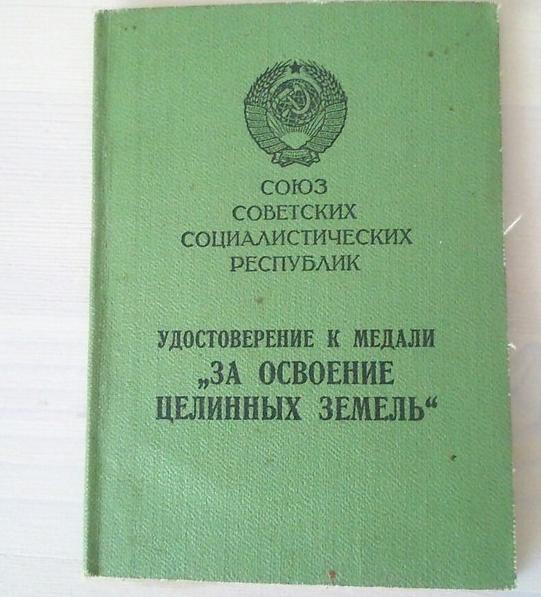 СОЮЗ
СОВЕТСКИХ
СОЦИАЛИСТИЧЕСКИХ
РЕСПУБЛИК
УДОСТОВЕРЕНИЕ К МЕДАЛИ
„ЗА ОСВОЕНИЕ
ЦЕЛИННЫХ ЗЕМЕЛЬ“